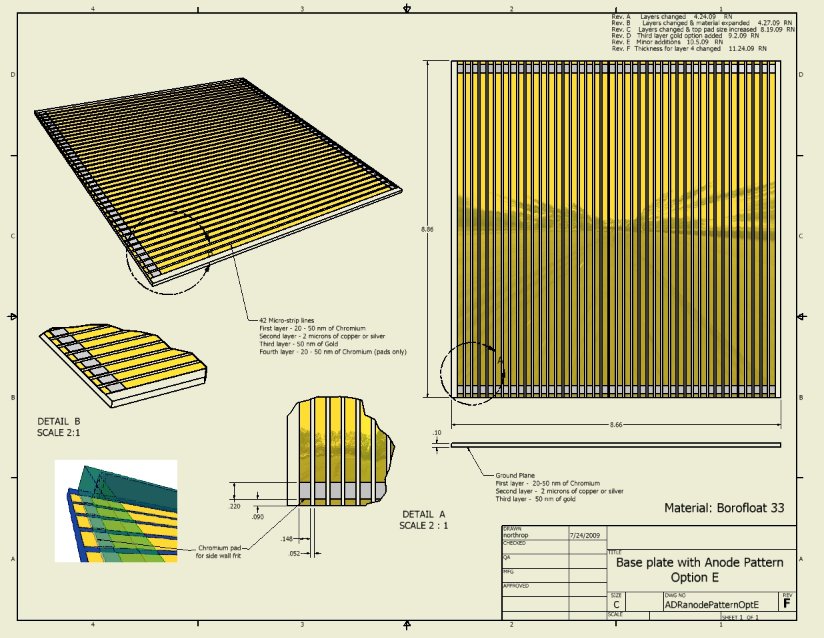 4 3 2 1
Rev. A Layers changed 4.24.09 RN
Rev. B Layers changed & material expanded 4.27.09 RN
Rev. C Layers changed & top pad size increased 8.19.09 RN
Rev. D Third layer gold option added 9.2.09 RN
Rev. E Minor additions 10.5.09 RN
Rev. F Thickness for layer 4 changed 11.24.09 RN
D D
C C
8.86
42 Micro-strip lines
First layer - 20 - 50 nm of Chromium
Second layer - 2 microns of copper or silver
Third layer - 50 nm of Gold
Fourth layer - 20 - 50 nm of Chromium (pads only)
A
B B
DETAIL B
SCALE 2:1
8.66
.10
Ground Plane
First layer - 20-50 nm of Chromium
Second layer - 2 microns of copper or silver
Third layer - 50 nm of gold
.220
.090
.148
.052
DETAIL A
SCALE 2 : 1
Chromium pad
for side wall frit
Material: Borofloat 33
A A
DRAWN
northrop 7/24/2009
CHECKED
QA
MFG
APPROVED
TITLE
Base plate with Anode Pattern
Option E
SIZE
C
DWG NO
ADRanodePatternOptE
REV
F
SCALE
SHEET 1 OF 1
4 3 2 1